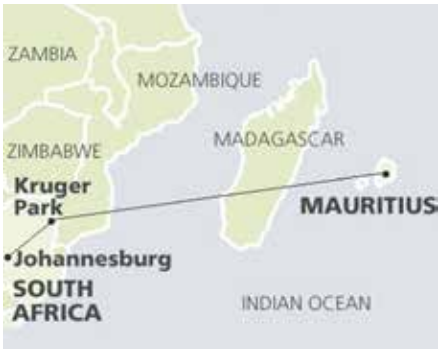 ZAMBIA
MOZAMBIQUE
MADAGASCAR
ZIMBABWE
Kruger
Park
MAURITIUS
Johannesburg
SOUTH
AFRICA
INDIAN OCEAN